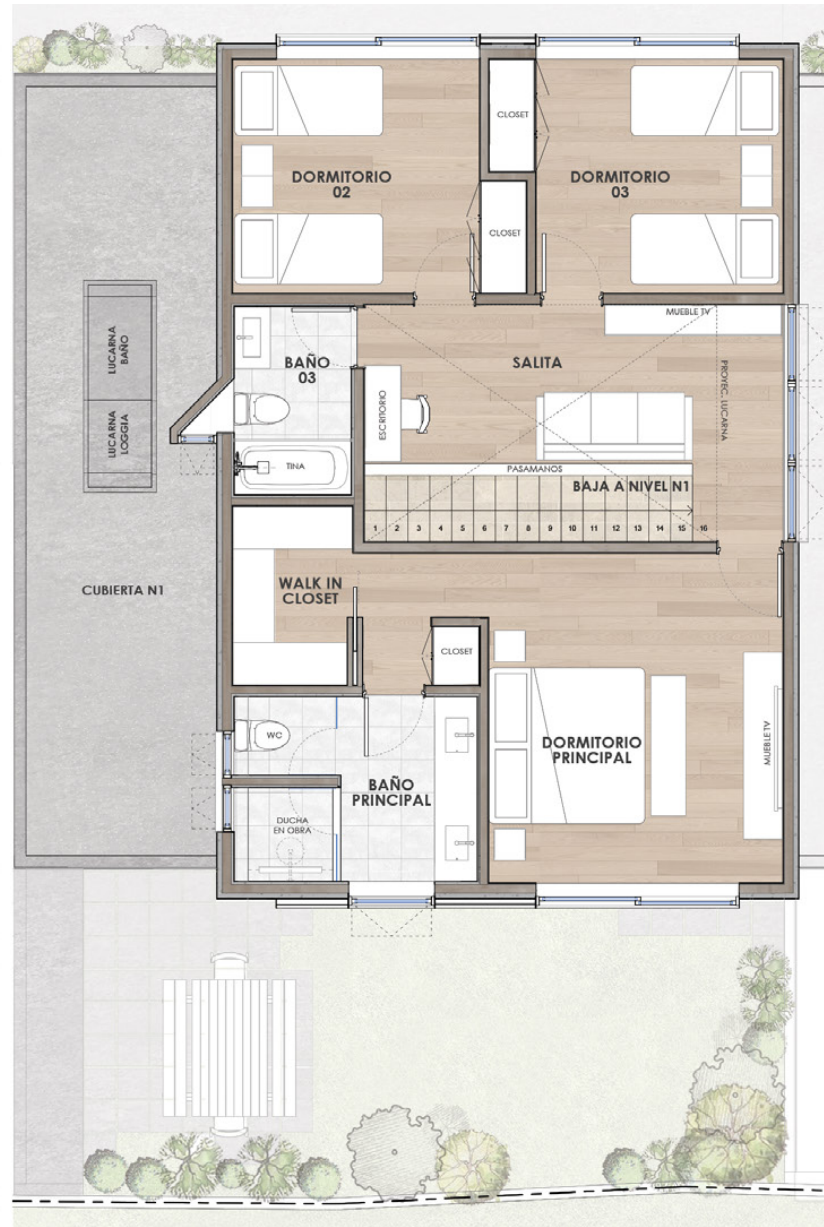 CLOSET
DORMITORIO
02
DORMITORIO
03
CLOSET
MUEBLE TV
LUCARNA
BAÑO
LUCARNA
LOGGIA
BAÑO
03
SALITA
PROYEC. LUCARNA
ESCRITORIO
TINA
PASAMANOS
BAJA A NIVEL N1
1 2 3 4 5 6 7 8 9 10 11 12 13 14 15 16
CUBIERTA N1
WALK IN
CLOSET
CLOSET
WC
DORMITORIO
PRINCIPAL
MUEBLE TV
BAÑO
PRINCIPAL
DUCHA
EN OBRA